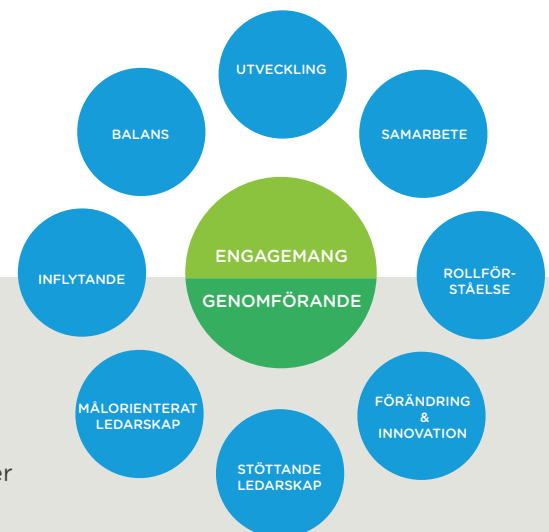 UTVECKLING
BALANS
SAMARBETE
ENGAGEMANG
INFLYTANDE
ROLLFÖR-
STÅELSE
GENOMFÖRANDE
MÅLORIENTERAT
LEDARSKAP
FÖRÄNDRING
&
INNOVATION
STÖTTANDE
LEDARSKAP